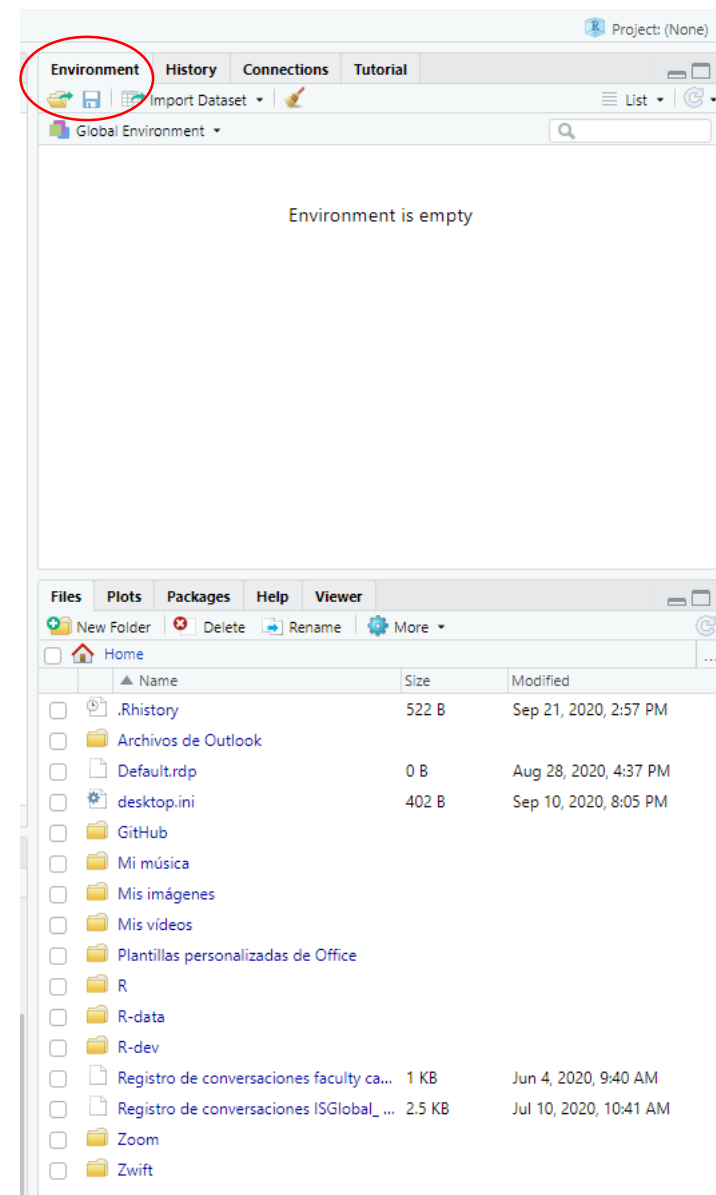 Project: (None)
Environment History Connections Tutorial
Import Dataset List
Global Environment
Environment is empty
Files Plots Packages Help Viewer
New Folder Delete Rename More
Home ...
Name Size Modified
.Rhistory 522 B Sep 21, 2020, 2:57 PM
Archivos de Outlook
Default.rdp 0 B Aug 28, 2020, 4:37 PM
desktop.ini 402 B Sep 10, 2020, 8:05 PM
GitHub
Mi música
Mis imágenes
Mis vídeos
Plantillas personalizadas de Office
R
R-data
R-dev
Registro de conversaciones faculty ca... 1 KB Jun 4, 2020, 9:40 AM
Registro de conversaciones ISGlobal_ ... 2.5 KB Jul 10, 2020, 10:41 AM
Zoom
Zwift